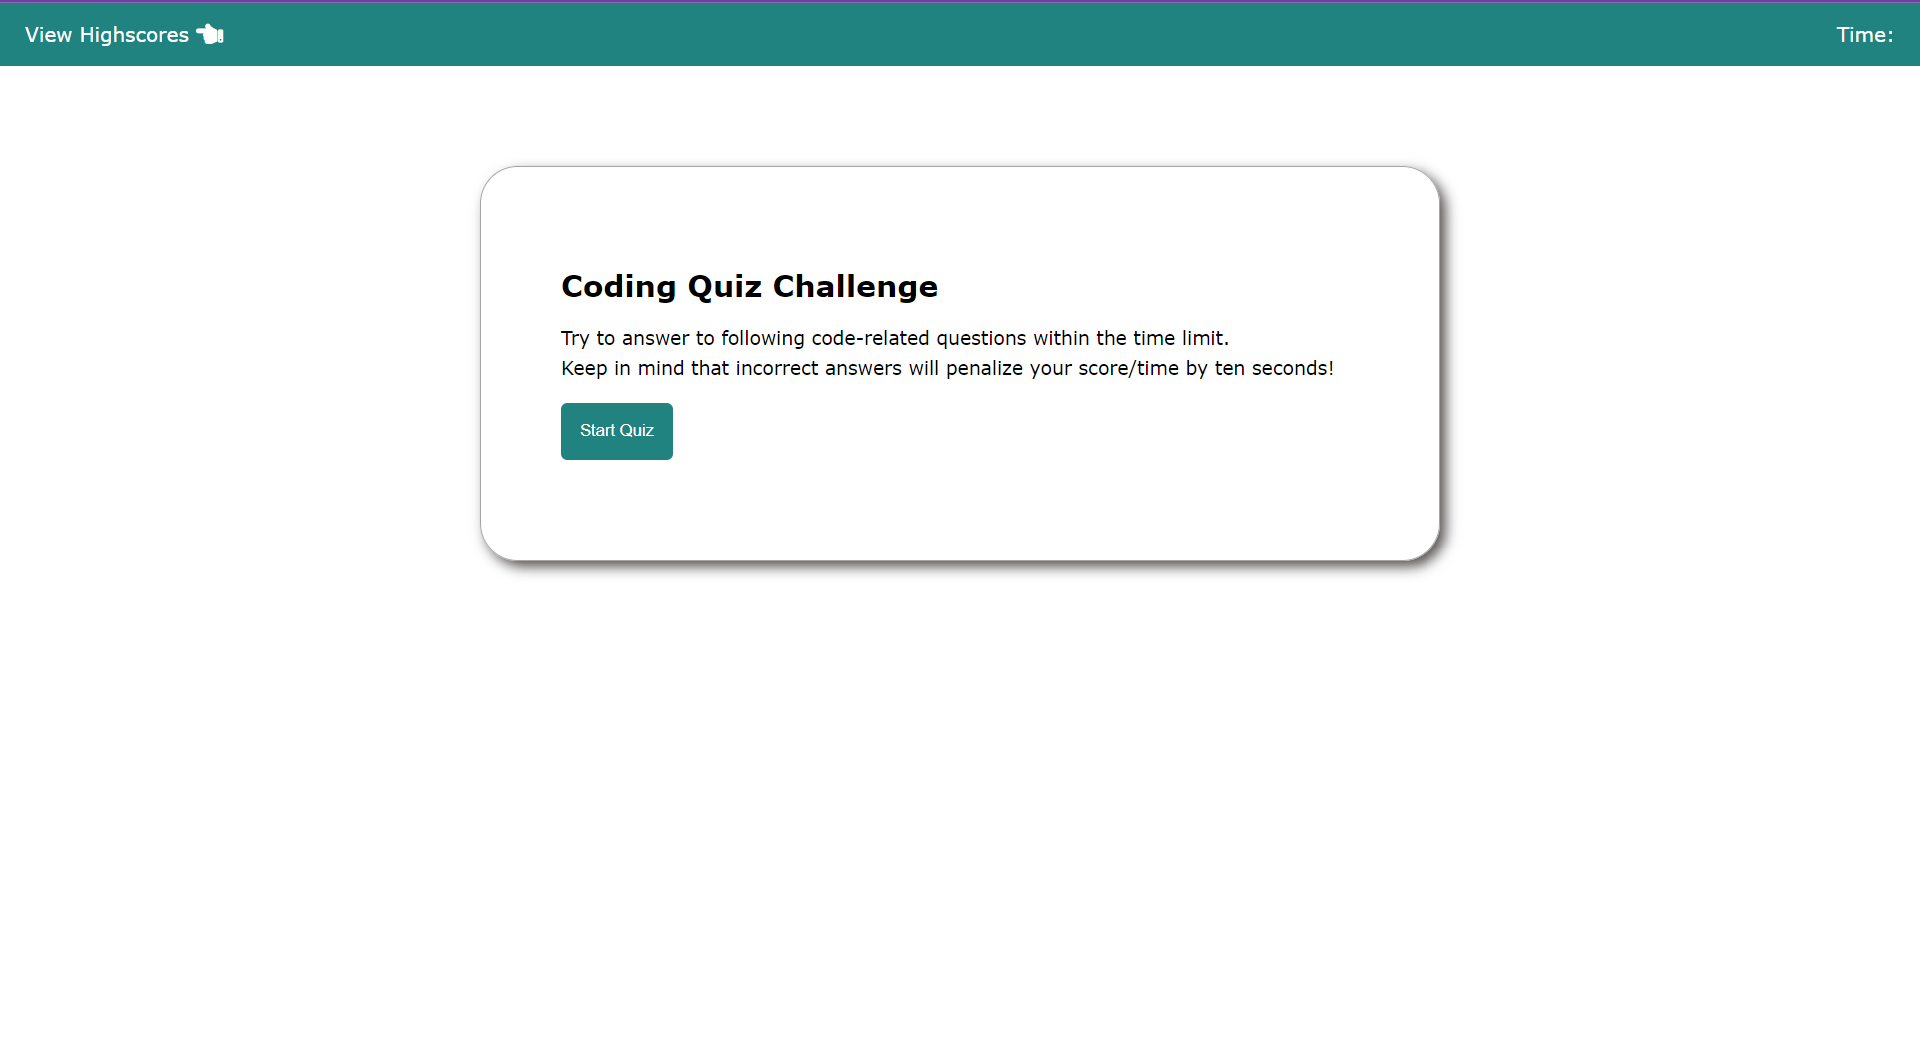 View Highscores
Time:
Coding Quiz Challenge
Try to answer to following code-related questions within the time limit.
Keep in mind that incorrect answers will penalize your score/time by ten seconds!
Start Quiz